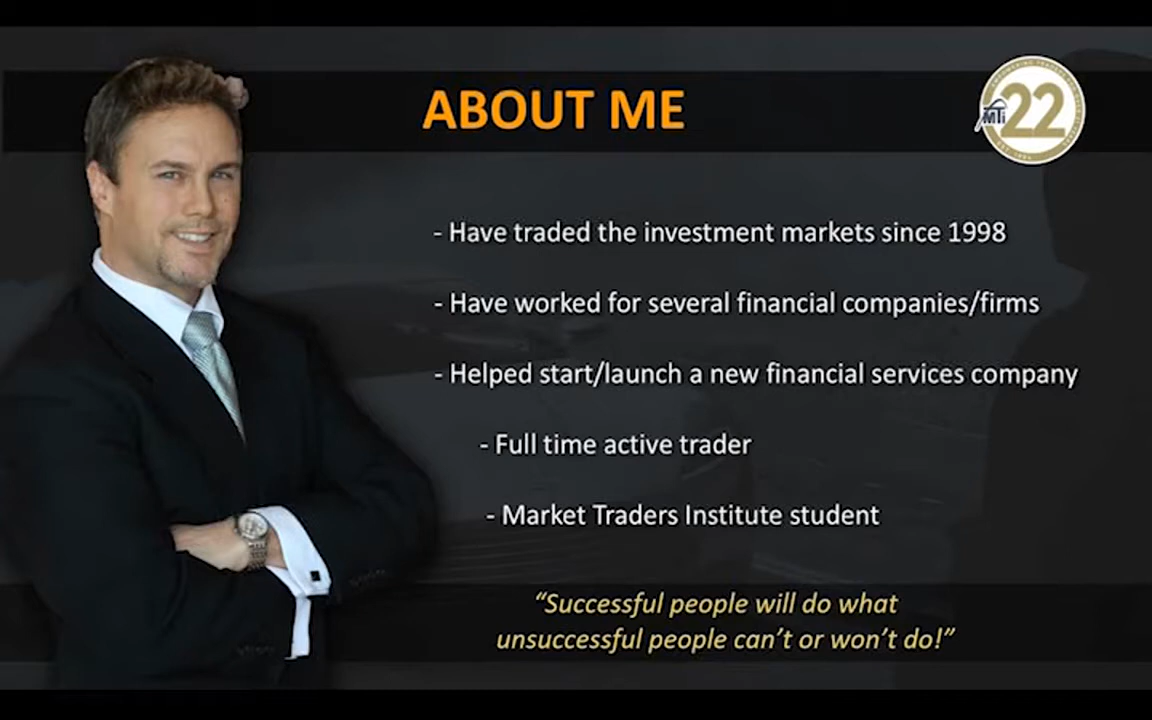 ABOUT ME
MTi
22
- Have traded the investment markets since 1998
- Have worked for several financial companies/firms
- Helped start/launch a new financial services company
- Full time active trader
- Market Traders Institute student
“Successful people will do what
unsuccessful people can’t or won’t do!”